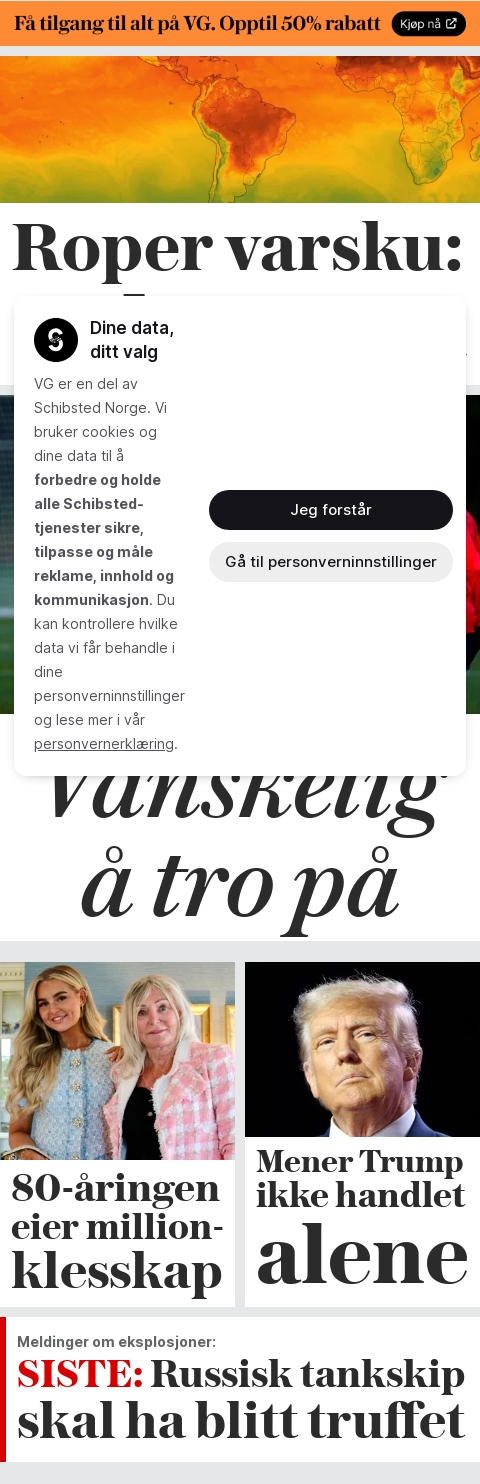 Få tilgang til alt på VG. Opptil 50% rabatt
Kjøp nå
Roper varsku:
Dine data,
ditt valg
VG er en del av
Schibsted Norge. Vi
bruker cookies og
dine data til å
forbedre og holde
alle Schibsted-
tjenester sikre,
tilpasse og måle
reklame, innhold og
kommunikasjon. Du
kan kontrollere hvilke
data vi får behandle i
dine
personverninnstillinger
og lese mer i vår
personvernerklæring.
Jeg forstår
Gå til personverninnstillinger
Vanskelig
å tro på
80-åringen
eier million-
klesskap
Mener Trump
ikke handlet
alene
Meldinger om eksplosjoner:
SISTE: Russisk tankskip
skal ha blitt truffet